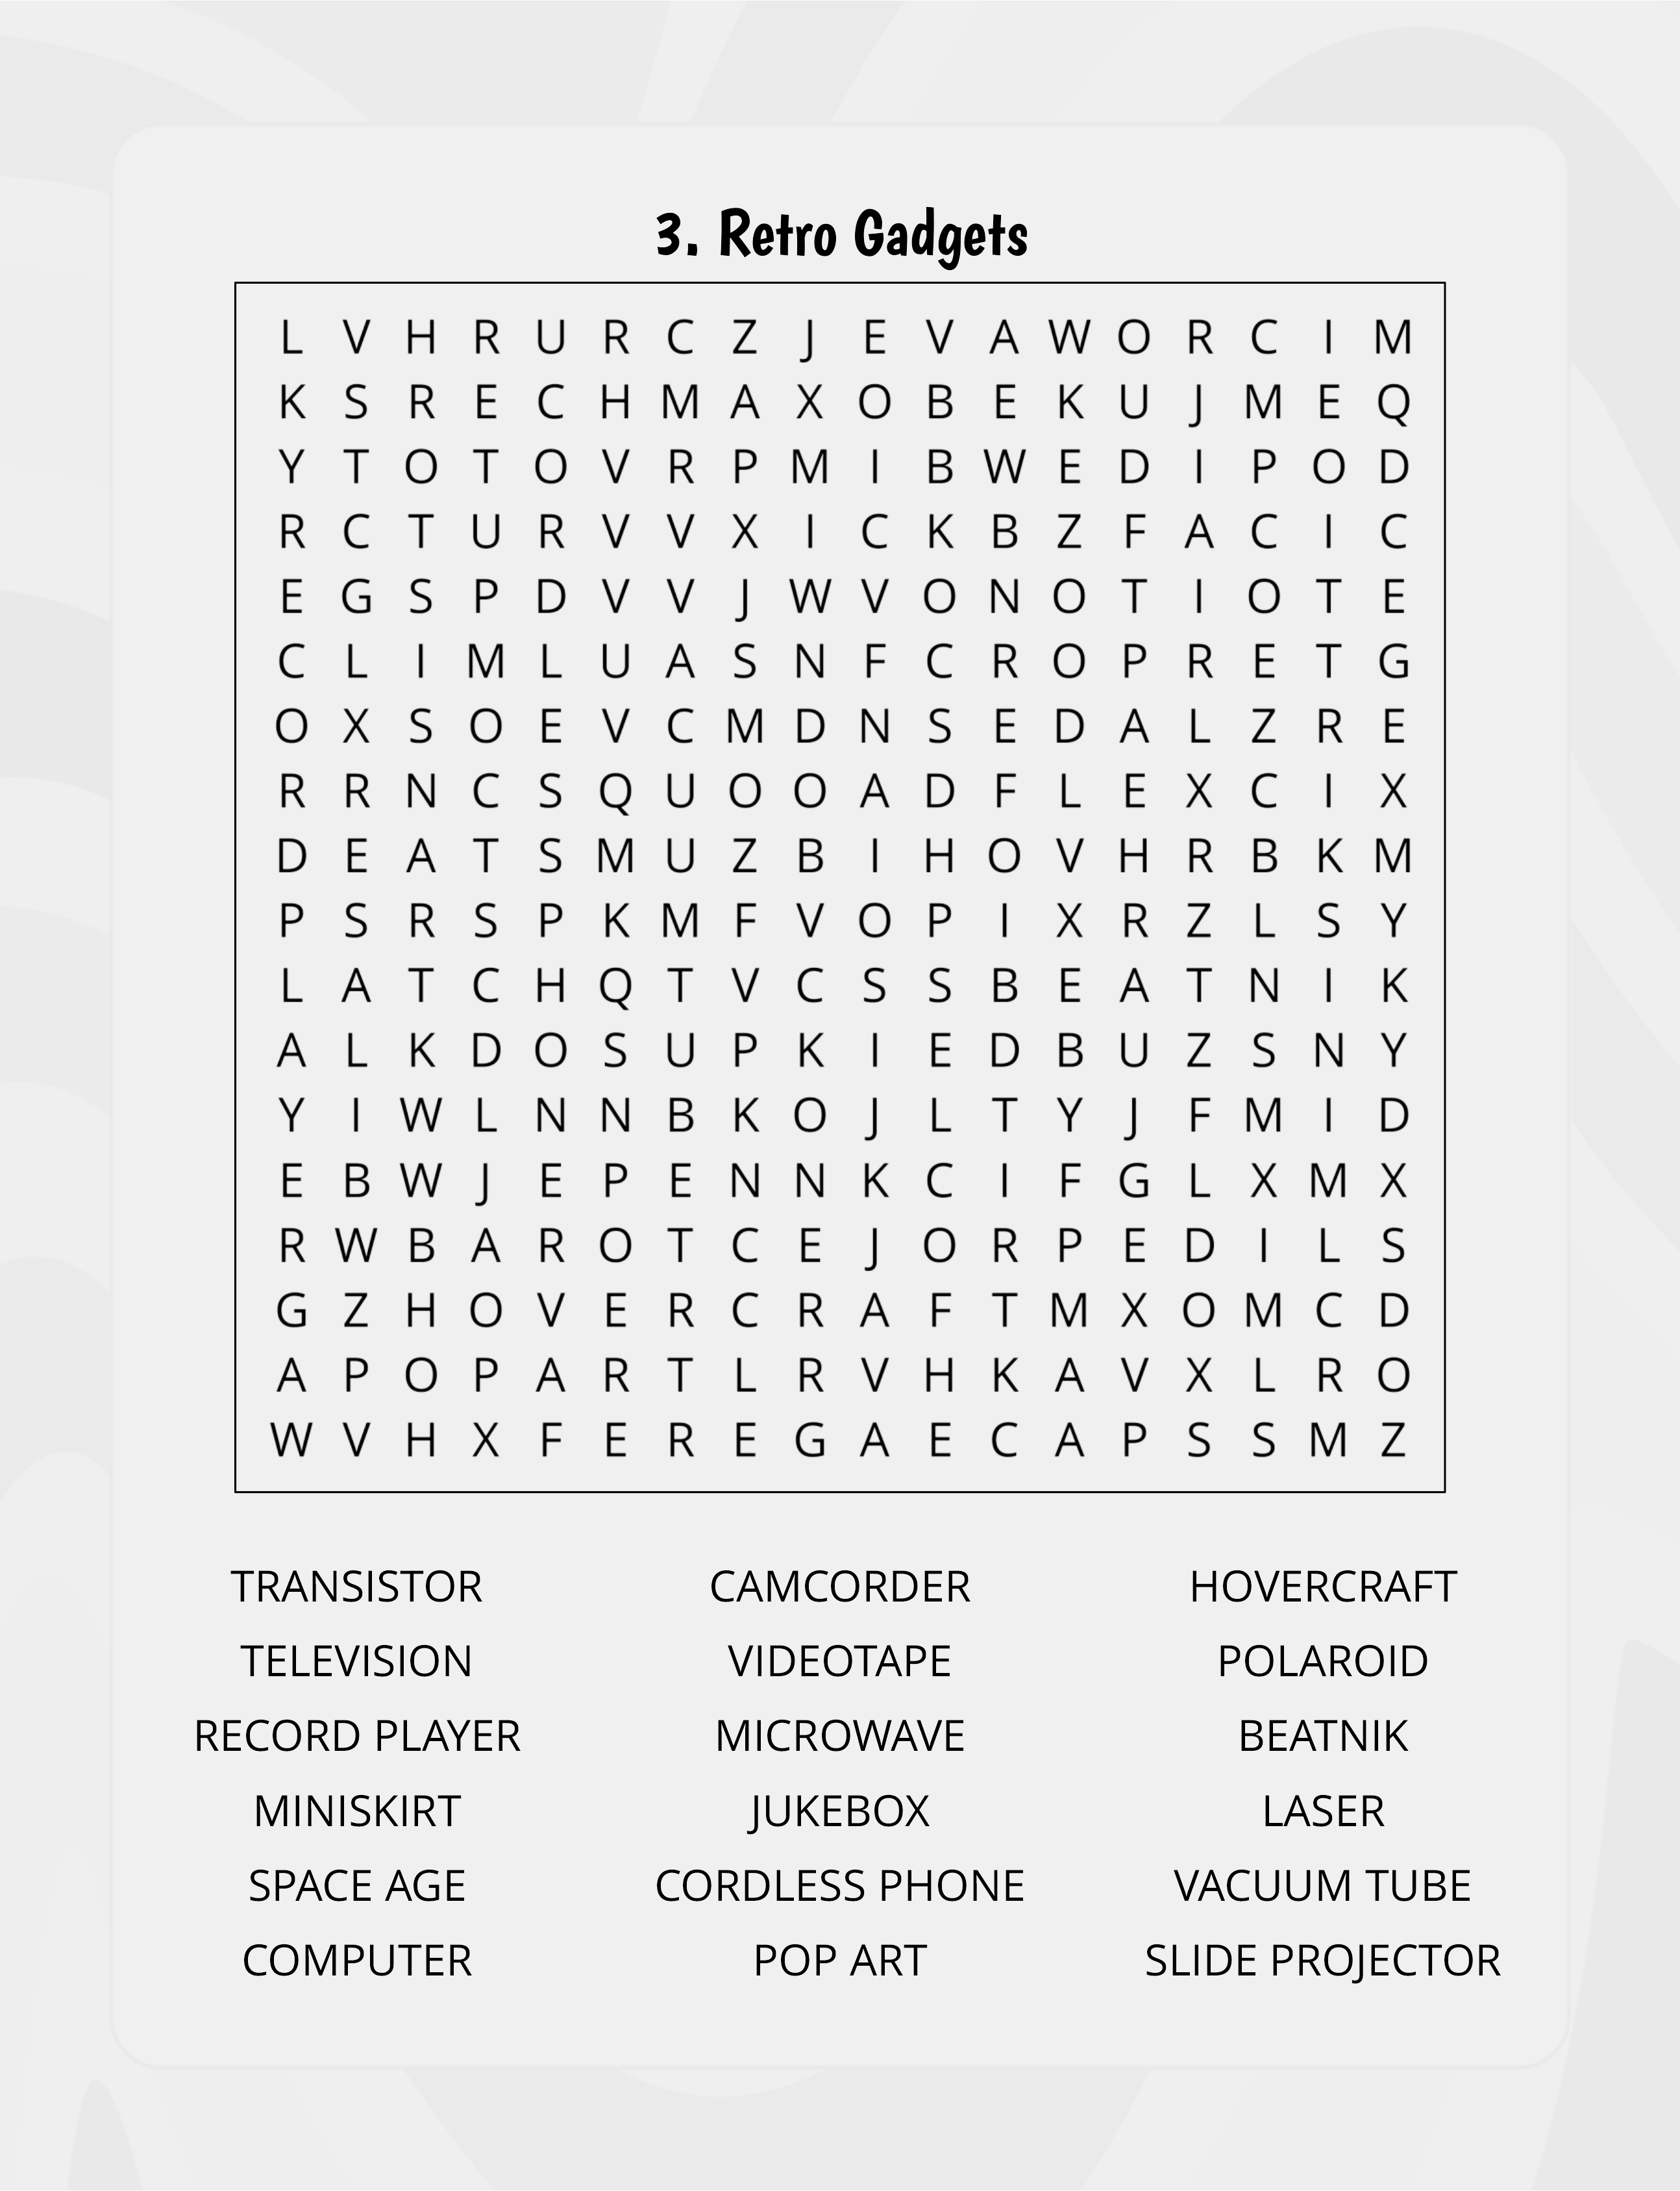 3. Retro Gadgets
L V H R U R C Z J E V A W O R C I M
K S R E C H M A X O B E K U J M E Q
Y T O T O V R P M I B W E D I P O D
R C T U R V V X I C K B Z F A C I C
E G S P D V V J W V O N O T I O T E
C L I M L U A S N F C R O P R E T G
O X S O E V C M D N S E D A L Z R E
R R N C S Q U O O A D F L E X C I X
D E A T S M U Z B I H O V H R B K M
P S R S P K M F V O P I X R Z L S Y
L A T C H Q T V C S S B E A T N I K
A L K D O S U P K I E D B U Z S N Y
Y I W L N N B K O J L T Y J F M I D
E B W J E P E N N K C I F G L X M X
R W B A R O T C E J O R P E D I L S
G Z H O V E R C R A F T M X O M C D
A P O P A R T L R V H K A V X L R O
W V H X F E R E G A E C A P S S M Z
TRANSISTOR CAMCORDER HOVERCRAFT
TELEVISION VIDEOTAPE POLAROID
RECORD PLAYER MICROWAVE BEATNIK
MINISKIRT JUKEBOX LASER
SPACE AGE CORDLESS PHONE VACUUM TUBE
COMPUTER POP ART SLIDE PROJECTOR